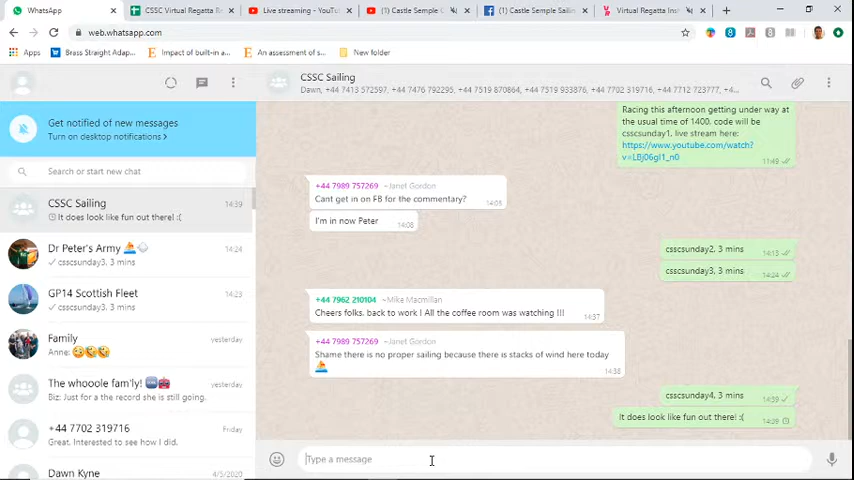 WhatsApp
CSSC Virtual Regatta R
Live streaming - YouTu
(1) Castle Semple C
(1) Castle Semple Sailin
Virtual Regatta Ins
web.whatsapp.com
Apps
Brass Straight Adap...
Impact of built-in a...
An assessment of s...
New folder
CSSC Sailing
Dawn, +44 7413 572597, +44 7476 792295, +44 7519 870864, +44 7519 933876, +44 7702 319716, +44 7712 723777, +4...
Get notified of new messages
Turn on desktop notifications >
Search or start new chat
CSSC Sailing
14:39
It does look like fun out there! :(
Dr Peter's Army
14:24
csscsunday3, 3 mins
GP14 Scottish Fleet
14:23
csscsunday3, 3 mins
Family
yesterday
Anne:
The whooole fam'ly!
yesterday
Biz: Just for a the record she is still going.
+44 7702 319716
Friday
Great. Interested to see how I did.
Dawn Kyne
4/5/2020
Racing this afternoon getting under way at
the usual time of 1400. code will be
csscsunday1, live stream here:
https://www.youtube.com/watch?
v=LBj06gI1_n0
11:49
+44 7989 757269 ~Janet Gordon
Cant get in on FB for the commentary?
14:05
I'm in now Peter
14:08
csscsunday2, 3 mins
14:13
csscsunday3, 3 mins
14:24
+44 7962 210104 ~Mike Macmillan
Cheers folks. back to work ! All the coffee room was watching !!!
14:37
+44 7989 757269 ~Janet Gordon
Shame there is no proper sailing because there is stacks of wind here today
14:38
csscsunday4, 3 mins
14:39
It does look like fun out there! :(
14:39
Type a message